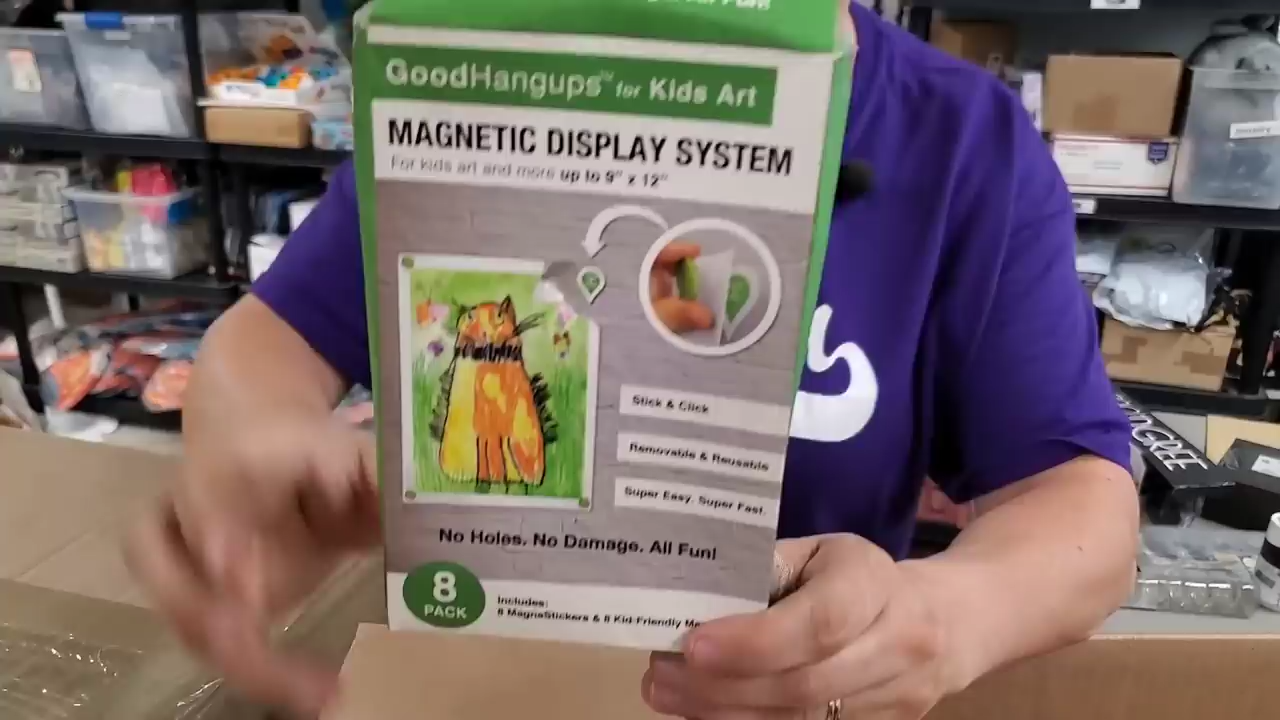 GoodHangups™ for Kids Art
MAGNETIC DISPLAY SYSTEM
For kids art and more up to 9" x 12"
Stick & Click
Removable & Reusable
Super Easy. Super Fast.
No Holes. No Damage. All Fun!
8
PACK
Includes:
8 MagnaStickers & 8 Kid-Friendly